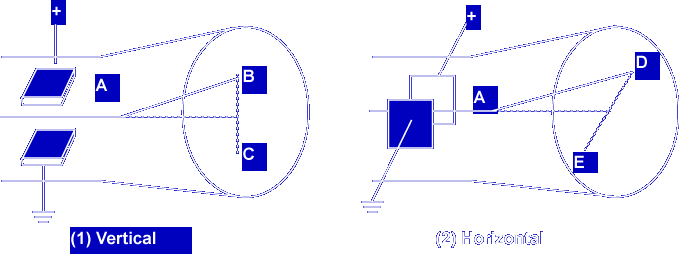 +
A
B
C
(1) Vertical
+
A
D
E
(2) Horizontal